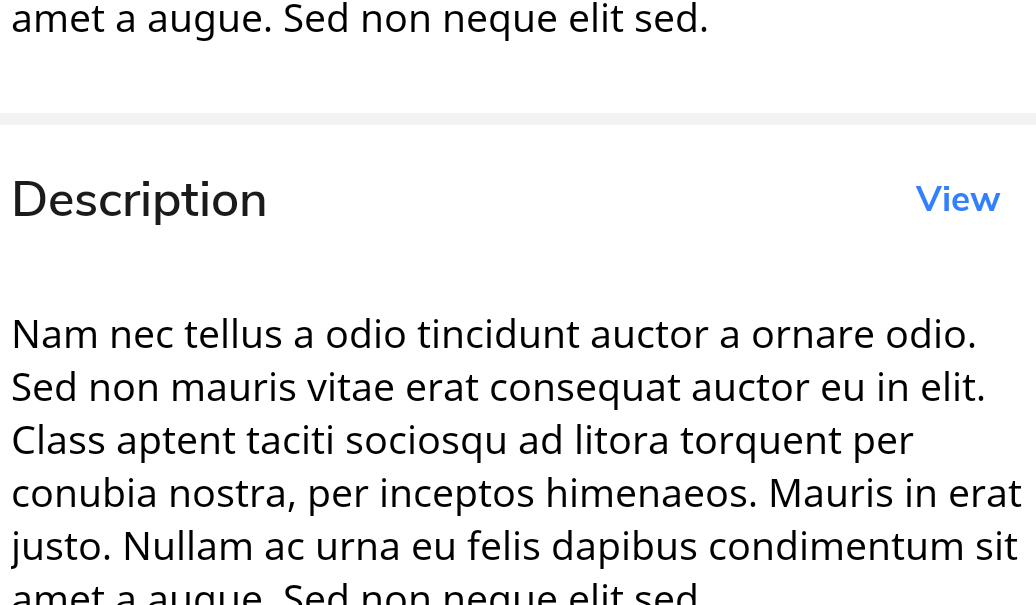 amet a augue. Sed non neque elit sed.
Description View
Nam nec tellus a odio tincidunt auctor a ornare odio.
Sed non mauris vitae erat consequat auctor eu in elit.
Class aptent taciti sociosqu ad litora torquent per
conubia nostra, per inceptos himenaeos. Mauris in erat
justo. Nullam ac urna eu felis dapibus condimentum sit
amet a augue. Sed non neque elit sed.